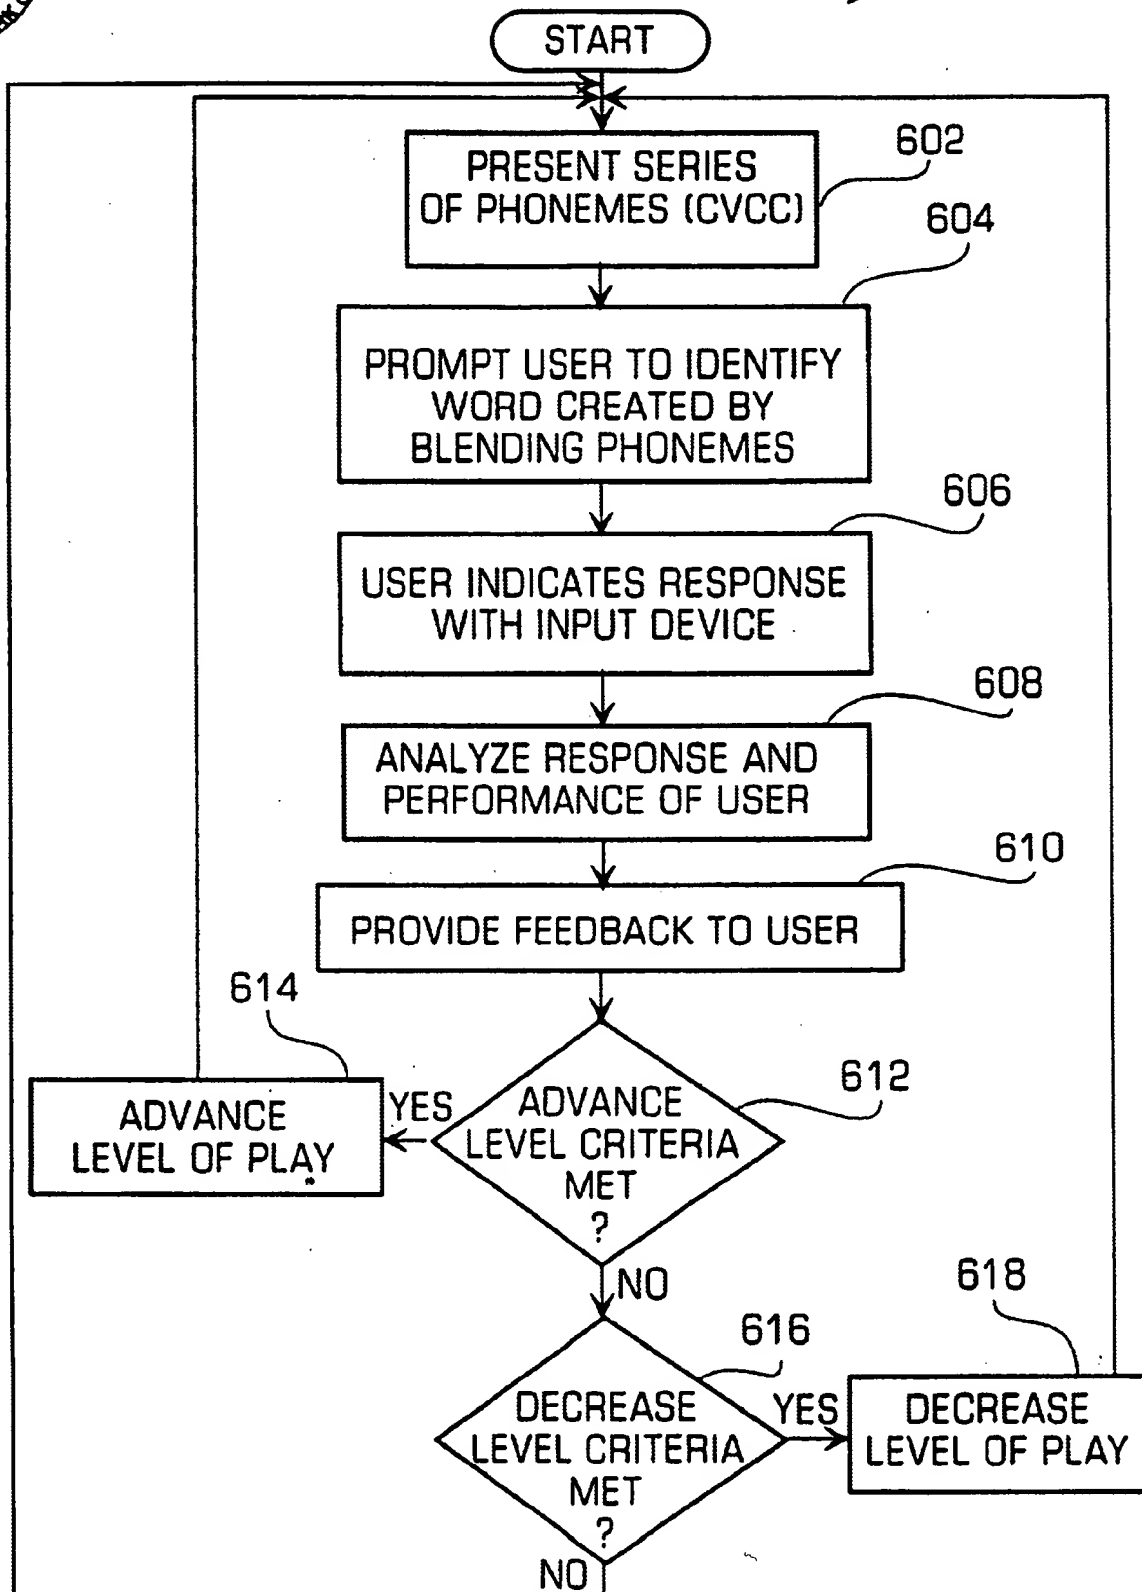 START
PRESENT SERIES
OF PHONEMES (CVCC)
602
604
PROMPT USER TO IDENTIFY
WORD CREATED BY
BLENDING PHONEMES
606
USER INDICATES RESPONSE
WITH INPUT DEVICE
608
ANALYZE RESPONSE AND
PERFORMANCE OF USER
610
PROVIDE FEEDBACK TO USER
614
ADVANCE
LEVEL OF PLAY
YES
612
ADVANCE
LEVEL CRITERIA
MET
?
NO
616
618
DECREASE
LEVEL CRITERIA
MET
?
YES
DECREASE
LEVEL OF PLAY
NO